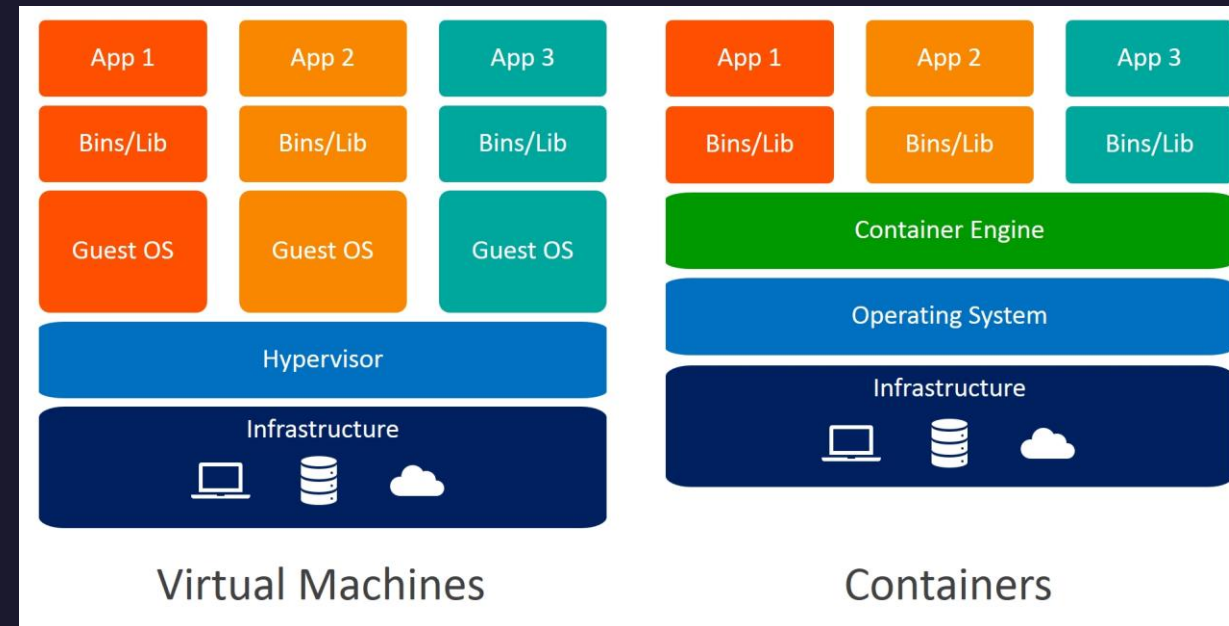 App 1
App 2
App 3
Bins/Lib
Bins/Lib
Bins/Lib
Guest OS
Guest OS
Guest OS
Hypervisor
Infrastructure
Virtual Machines
App 1
App 2
App 3
Bins/Lib
Bins/Lib
Bins/Lib
Container Engine
Operating System
Infrastructure
Containers